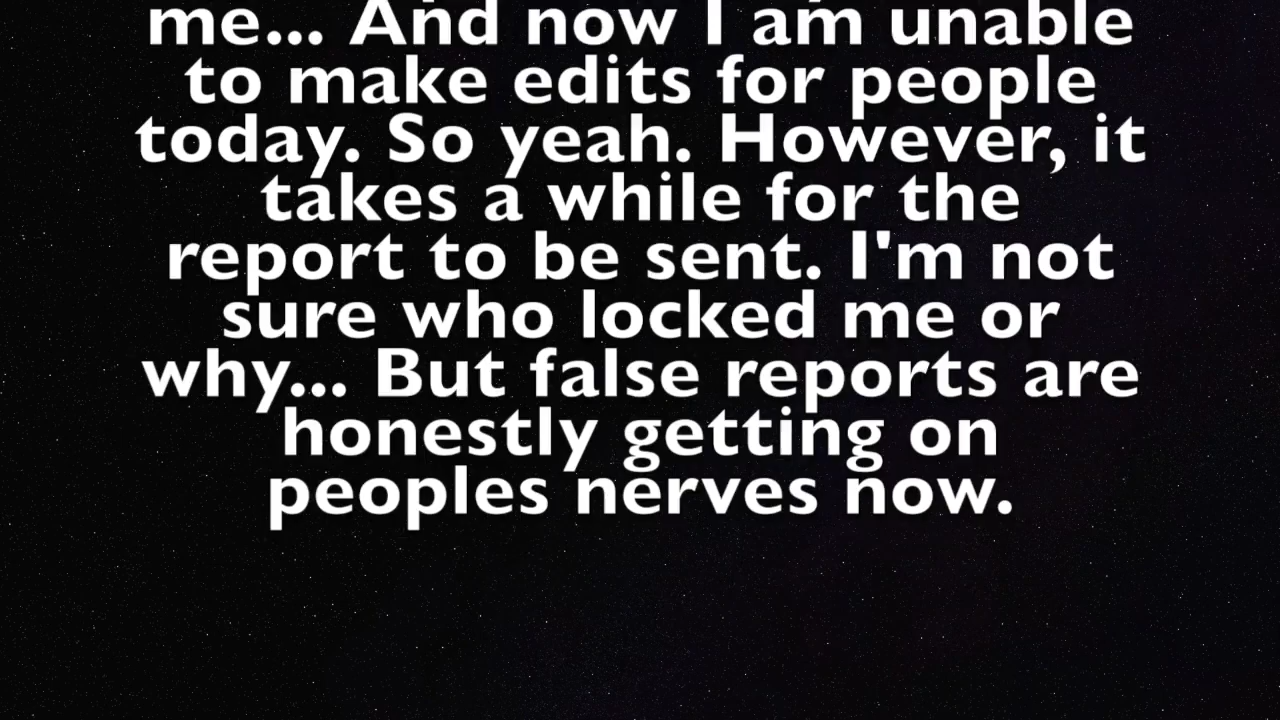 me... And now I am unable
to make edits for people
today. So yeah. However, it
takes a while for the
report to be sent. I'm not
sure who locked me or
why... But false reports are
honestly getting on
peoples nerves now.